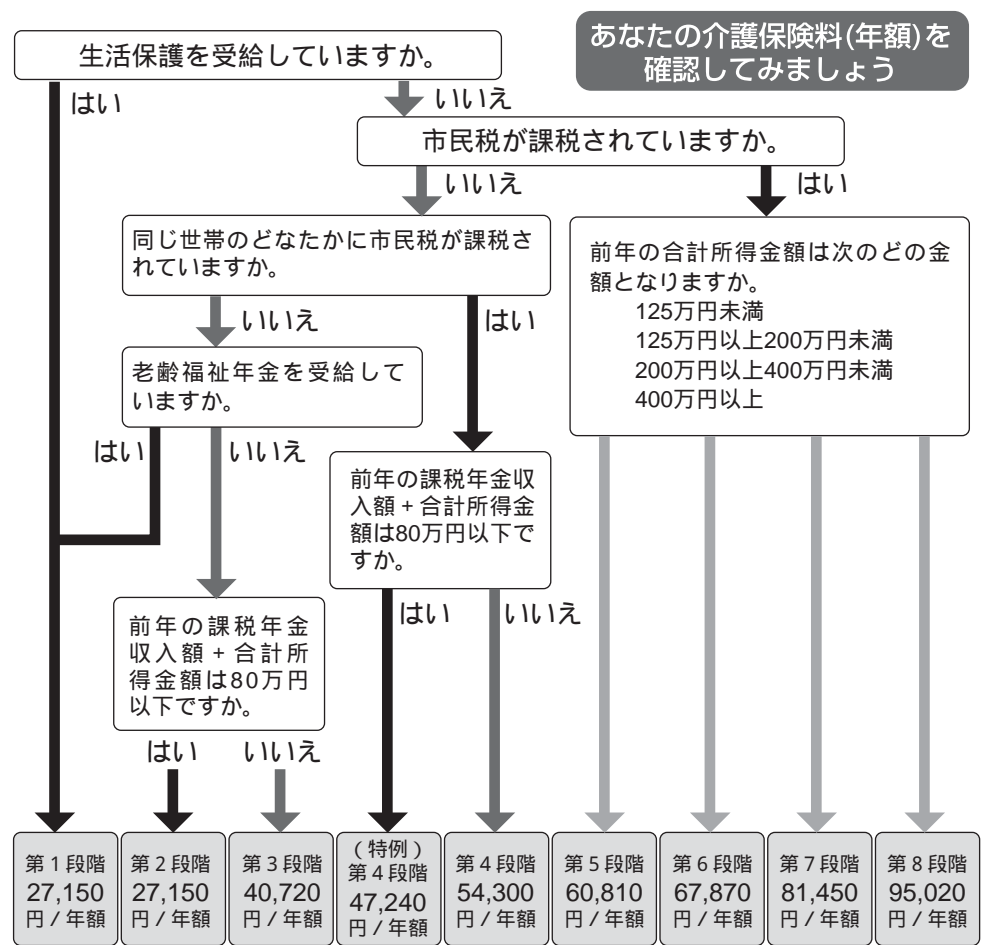 あなたの介護保険料(年額)を
確認してみましょう
生活保護を受給していますか。
はい
いいえ
市民税が課税されていますか。
いいえ
はい
同じ世帯のどなたかに市民税が課税さ
れていますか。
いいえ
はい
前年の合計所得金額は次のどの金
額となりますか。
125万円未満
125万円以上200万円未満
200万円以上400万円未満
400万円以上
老齢福祉年金を受給して
いますか。
はい
いいえ
前年の課税年金収
入額+合計所得金
額は80万円以下で
すか。
はい
いいえ
前年の課税年金
収入額+合計所
得金額は80万円
以下ですか。
はい
いいえ
第1段階
27,150
円/年額
第2段階
27,150
円/年額
第3段階
40,720
円/年額
(特例)
第4段階
47,240
円/年額
第4段階
54,300
円/年額
第5段階
60,810
円/年額
第6段階
67,870
円/年額
第7段階
81,450
円/年額
第8段階
95,020
円/年額